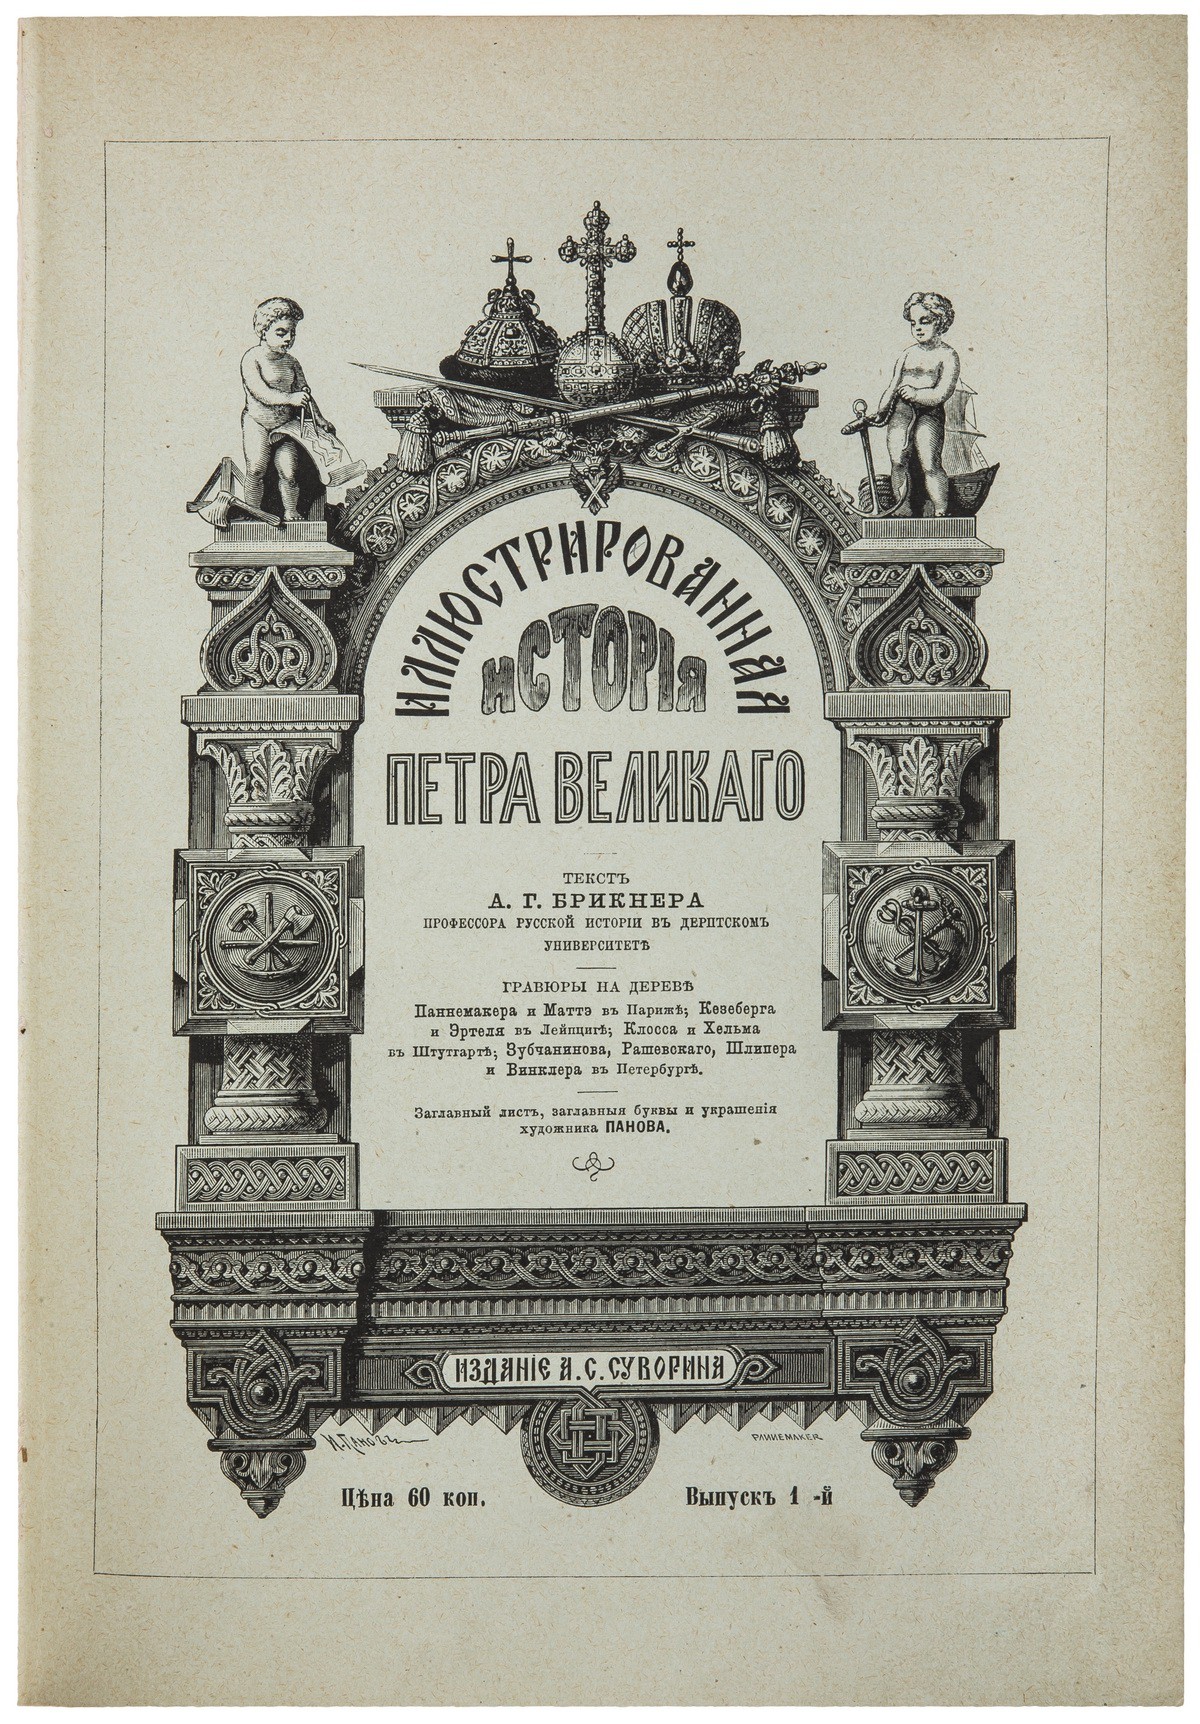 ИЛЛЮСТРИРОВАННАЯ
ИСТОРІЯ
ПЕТРА ВЕЛИКАГО
ТЕКСТЪ
А. Г. БРИКНЕРА
ПРОФЕССОРА РУССКОЙ ИСТОРІИ ВЪ ДЕРПТСКОМЪ
УНИВЕРСИТЕТѢ
ГРАВЮРЫ НА ДЕРЕВѢ
Паннемакера и Маттэ въ Парижѣ; Кезеберга
и Эртеля въ Лейпцигѣ; Клосса и Хельма
въ Штутгартѣ; Зубчанинова, Рашевскаго, Шлипера
и Винклера въ Петербургѣ.
Заглавный листъ, заглавныя буквы и украшенія
художника ПАНОВА.
ИЗДАНІЕ А. С. СУВОРИНА
И. Пановъ
PANNEMAKER
Цѣна 60 коп.
Выпускъ 1-й